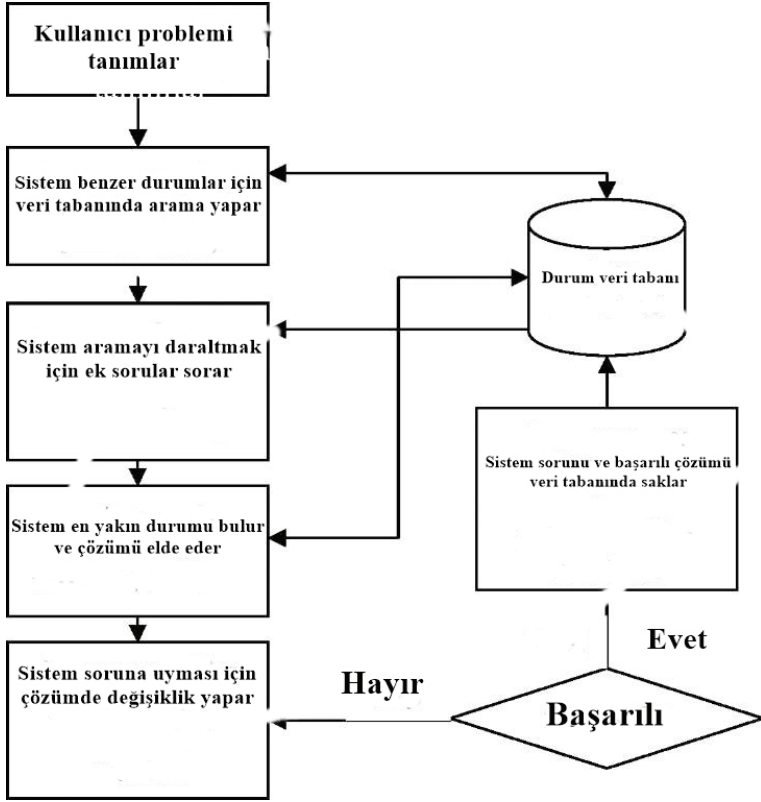 Kullanıcı problemi
tanımlar
Sistem benzer durumlar için
veri tabanında arama yapar
Durum veri tabanı
Sistem aramayı daraltmak
için ek sorular sorar
Sistem sorunu ve başarılı çözümü
veri tabanında saklar
Sistem en yakın durumu bulur
ve çözümü elde eder
Evet
Sistem soruna uyması için
çözümde değişiklik yapar
Hayır
Başarılı